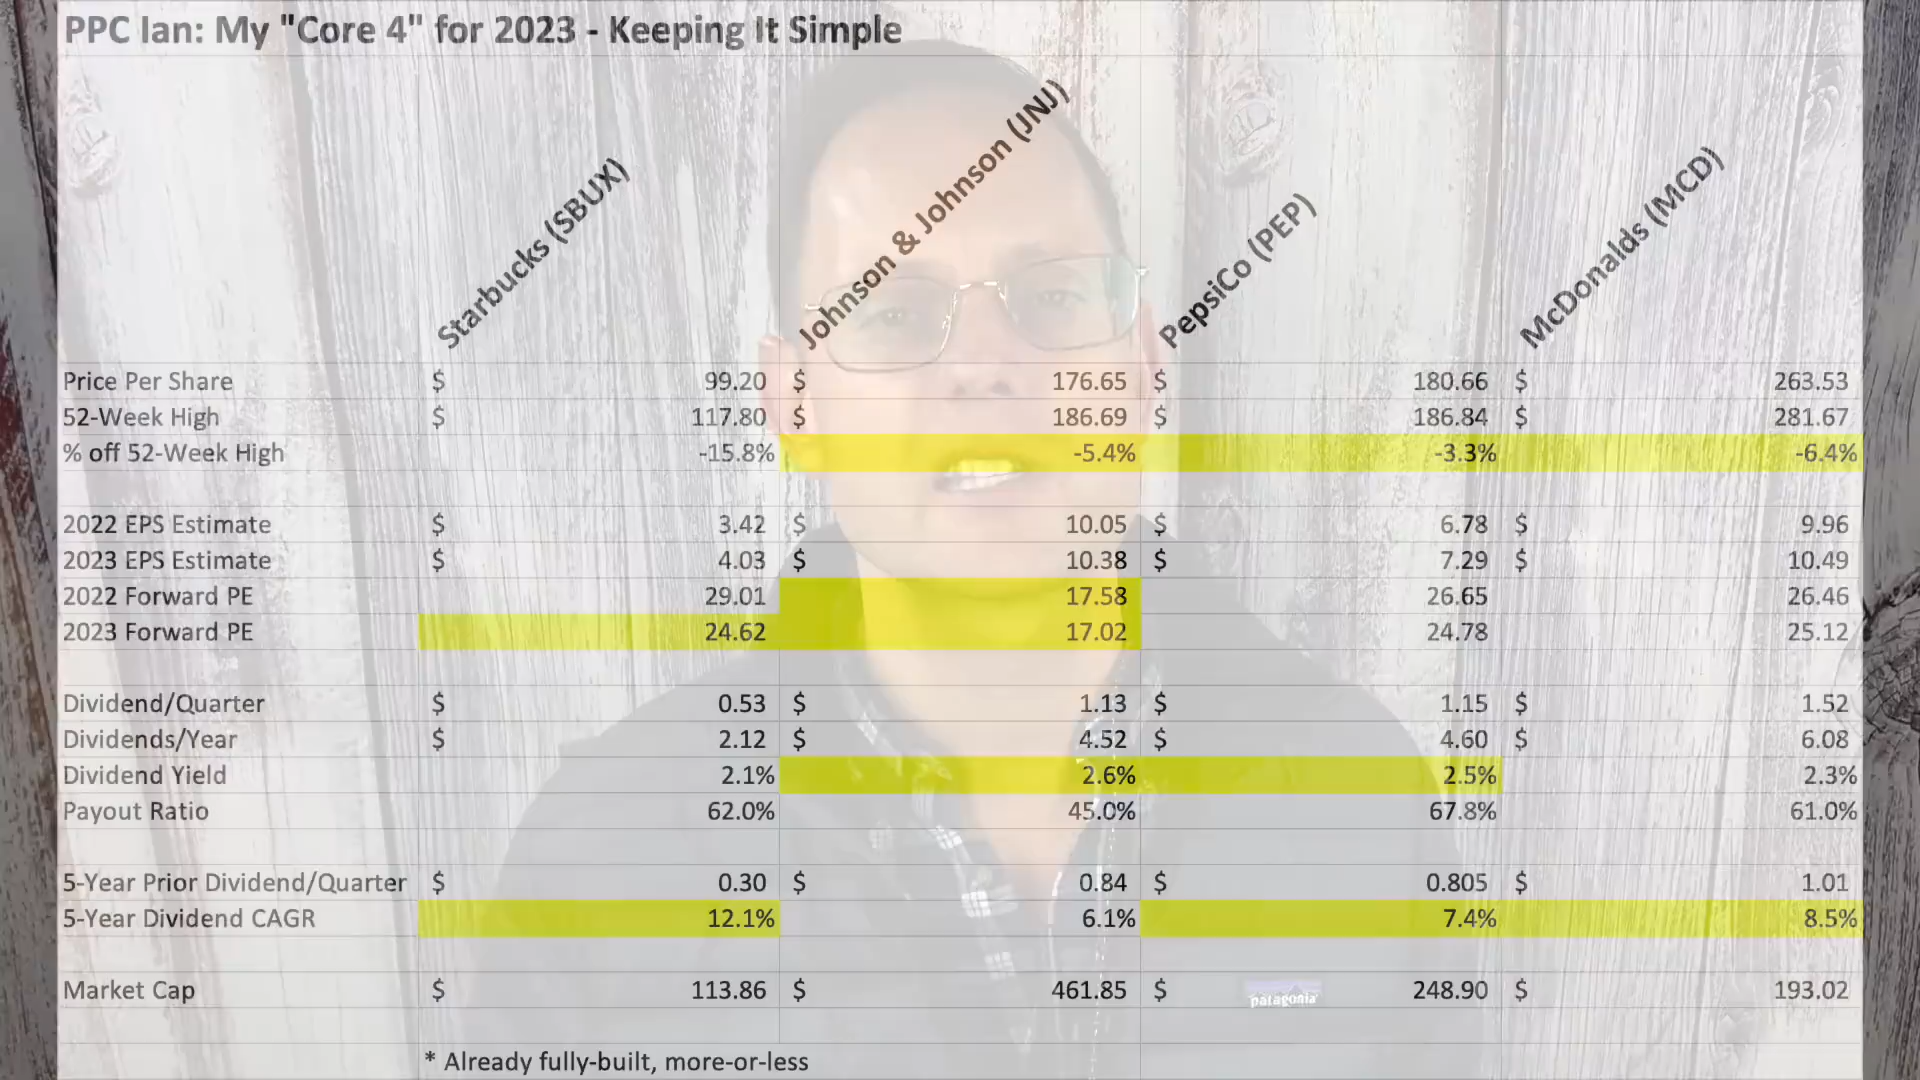 PPC Ian: My "Core 4" for 2023 - Keeping It Simple
Starbucks (SBUX) Johnson & Johnson (JNJ) PepsiCo (PEP) McDonalds (MCD)
Price Per Share $ 99.20 $ 176.65 $ 180.66 $ 263.53
52-Week High $ 117.80 $ 186.69 $ 186.84 $ 281.67
% off 52-Week High -15.8% -5.4% -3.3% -6.4%
2022 EPS Estimate $ 3.42 $ 10.05 $ 6.78 $ 9.96
2023 EPS Estimate $ 4.03 $ 10.38 $ 7.29 $ 10.49
2022 Forward PE 29.01 17.58 26.65 26.46
2023 Forward PE 24.62 17.02 24.78 25.12
Dividend/Quarter $ 0.53 $ 1.13 $ 1.15 $ 1.52
Dividends/Year $ 2.12 $ 4.52 $ 4.60 $ 6.08
Dividend Yield 2.1% 2.6% 2.5% 2.3%
Payout Ratio 62.0% 45.0% 67.8% 61.0%
5-Year Prior Dividend/Quarter $ 0.30 $ 0.84 $ 0.805 $ 1.01
5-Year Dividend CAGR 12.1% 6.1% 7.4% 8.5%
Market Cap $ 113.86 $ 461.85 $ 248.90 $ 193.02
patagonia
* Already fully-built, more-or-less